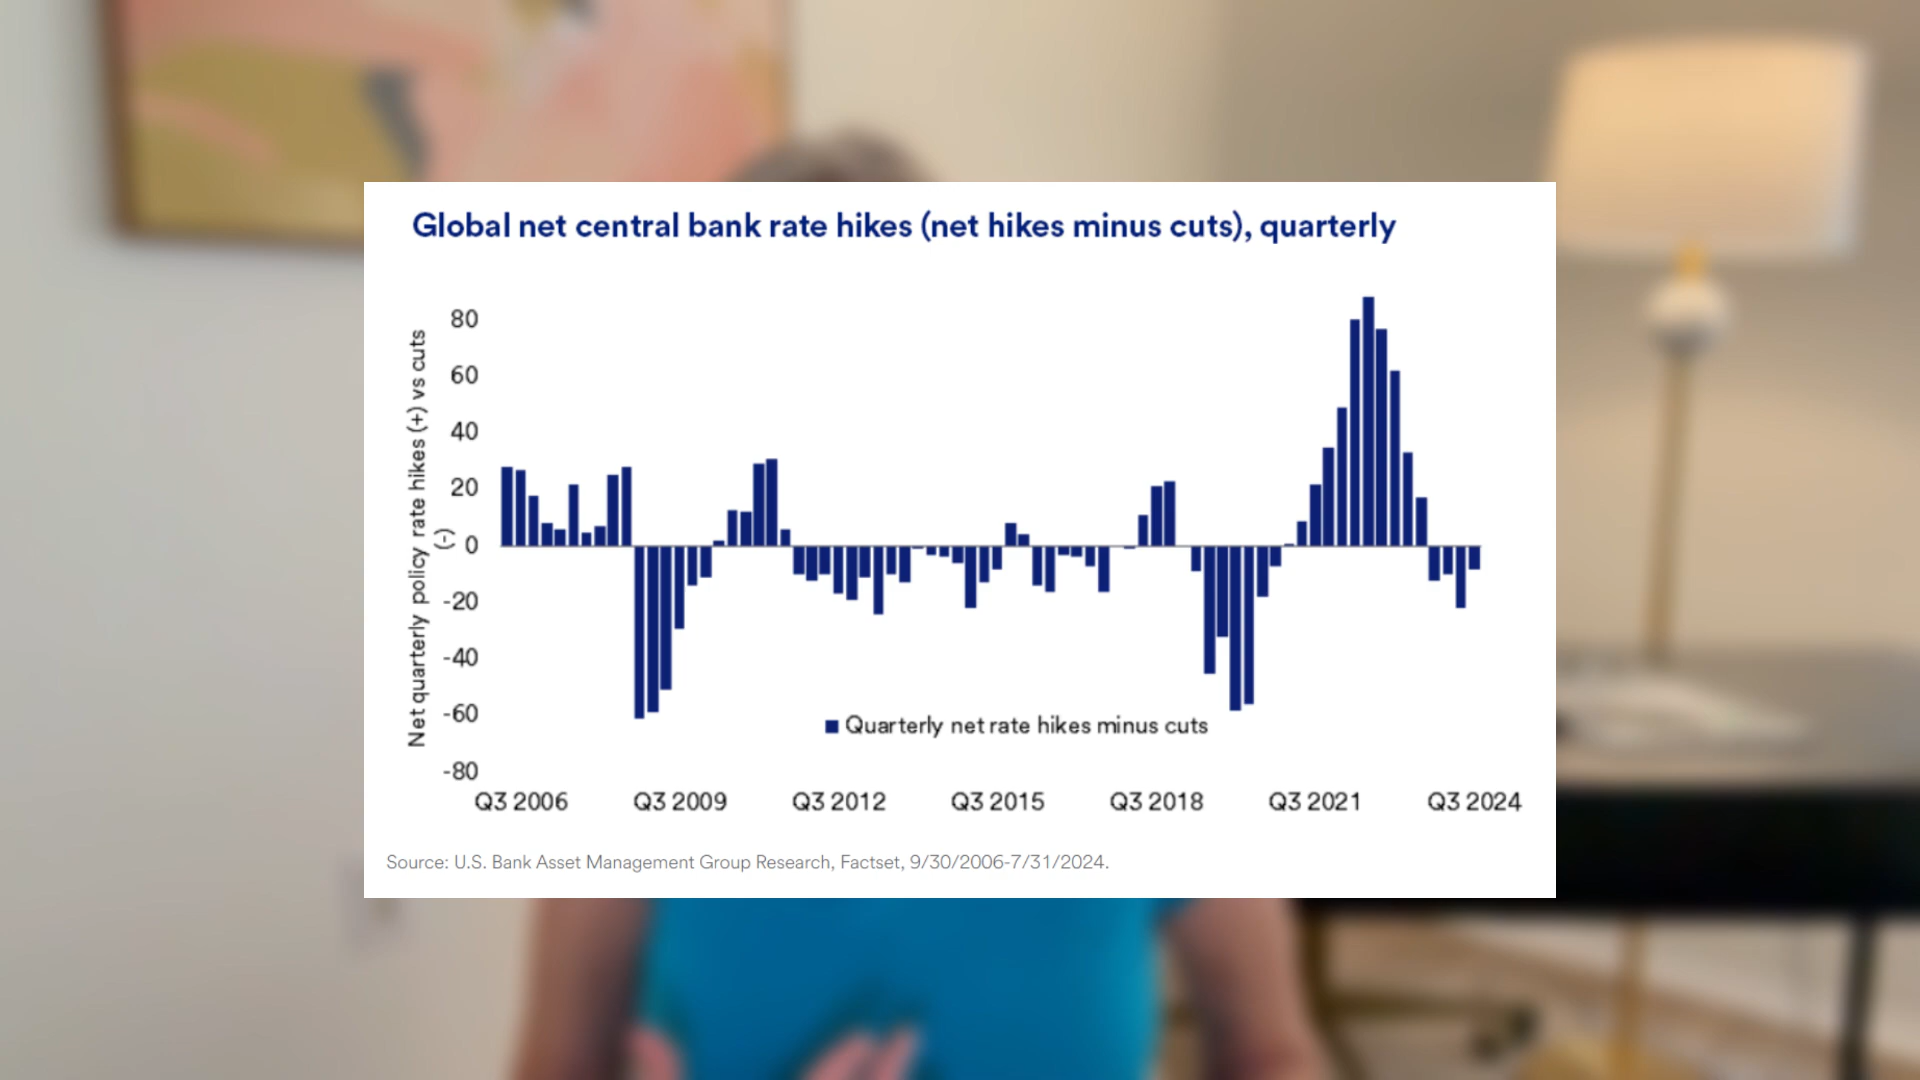 Global net central bank rate hikes (net hikes minus cuts), quarterly
Net quarterly policy rate hikes (+) vs cuts
(-)
80
60
40
20
0
-20
-40
-60
-80
Quarterly net rate hikes minus cuts
Q3 2006 Q3 2009 Q3 2012 Q3 2015 Q3 2018 Q3 2021 Q3 2024
Source: U.S. Bank Asset Management Group Research, Factset, 9/30/2006-7/31/2024.